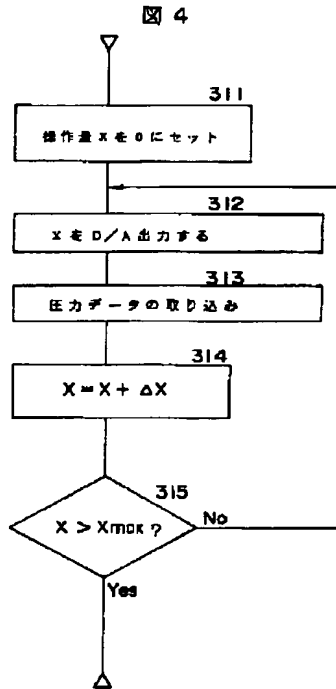 図 4
311
操作量 X を 0 にセット
312
X を D/A 出力する
313
圧力データの取り込み
314
X = X + ΔX
315
X > Xmax ?
No
Yes